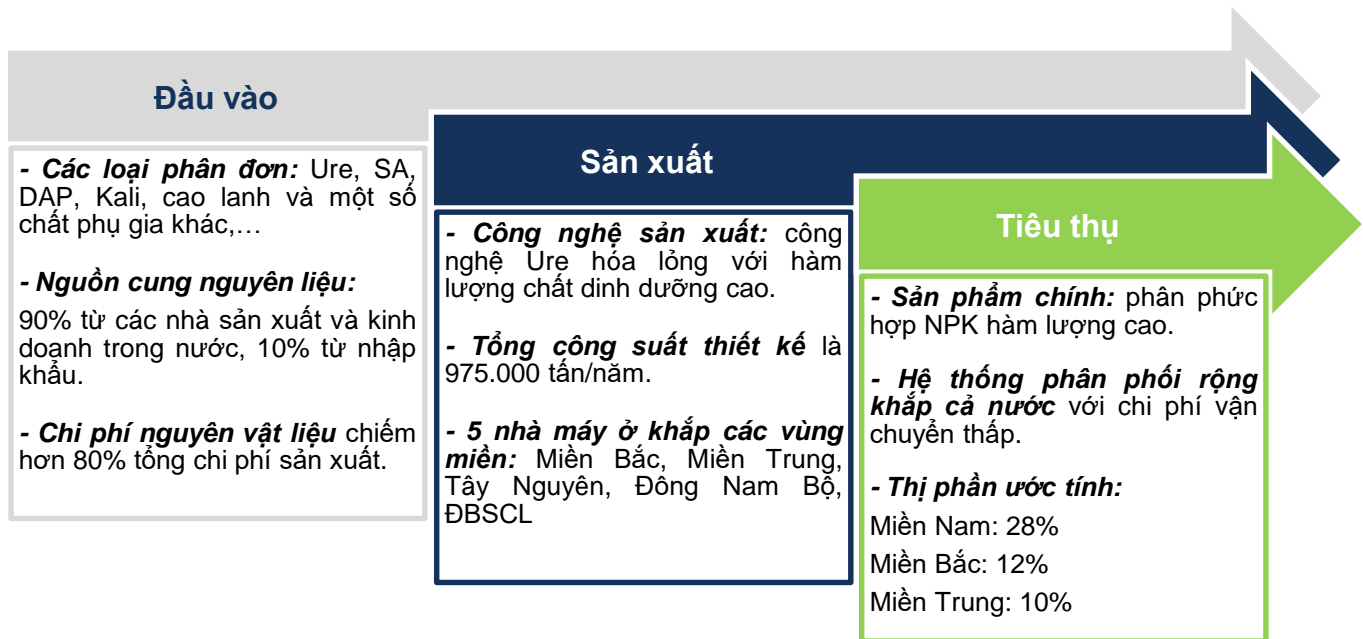 Đầu vào
- Các loại phân đơn: Ure, SA,
DAP, Kali, cao lanh và một số
chất phụ gia khác,…
- Nguồn cung nguyên liệu:
90% từ các nhà sản xuất và kinh
doanh trong nước, 10% từ nhập
khẩu.
- Chi phí nguyên vật liệu chiếm
hơn 80% tổng chi phí sản xuất.
Sản xuất
- Công nghệ sản xuất: công
nghệ Ure hóa lỏng với hàm
lượng chất dinh dưỡng cao.
- Tổng công suất thiết kế là
975.000 tấn/năm.
- 5 nhà máy ở khắp các vùng
miền: Miền Bắc, Miền Trung,
Tây Nguyên, Đông Nam Bộ,
ĐBSCL
Tiêu thụ
- Sản phẩm chính: phân phức
hợp NPK hàm lượng cao.
- Hệ thống phân phối rộng
khắp cả nước với chi phí vận
chuyển thấp.
- Thị phần ước tính:
Miền Nam: 28%
Miền Bắc: 12%
Miền Trung: 10%